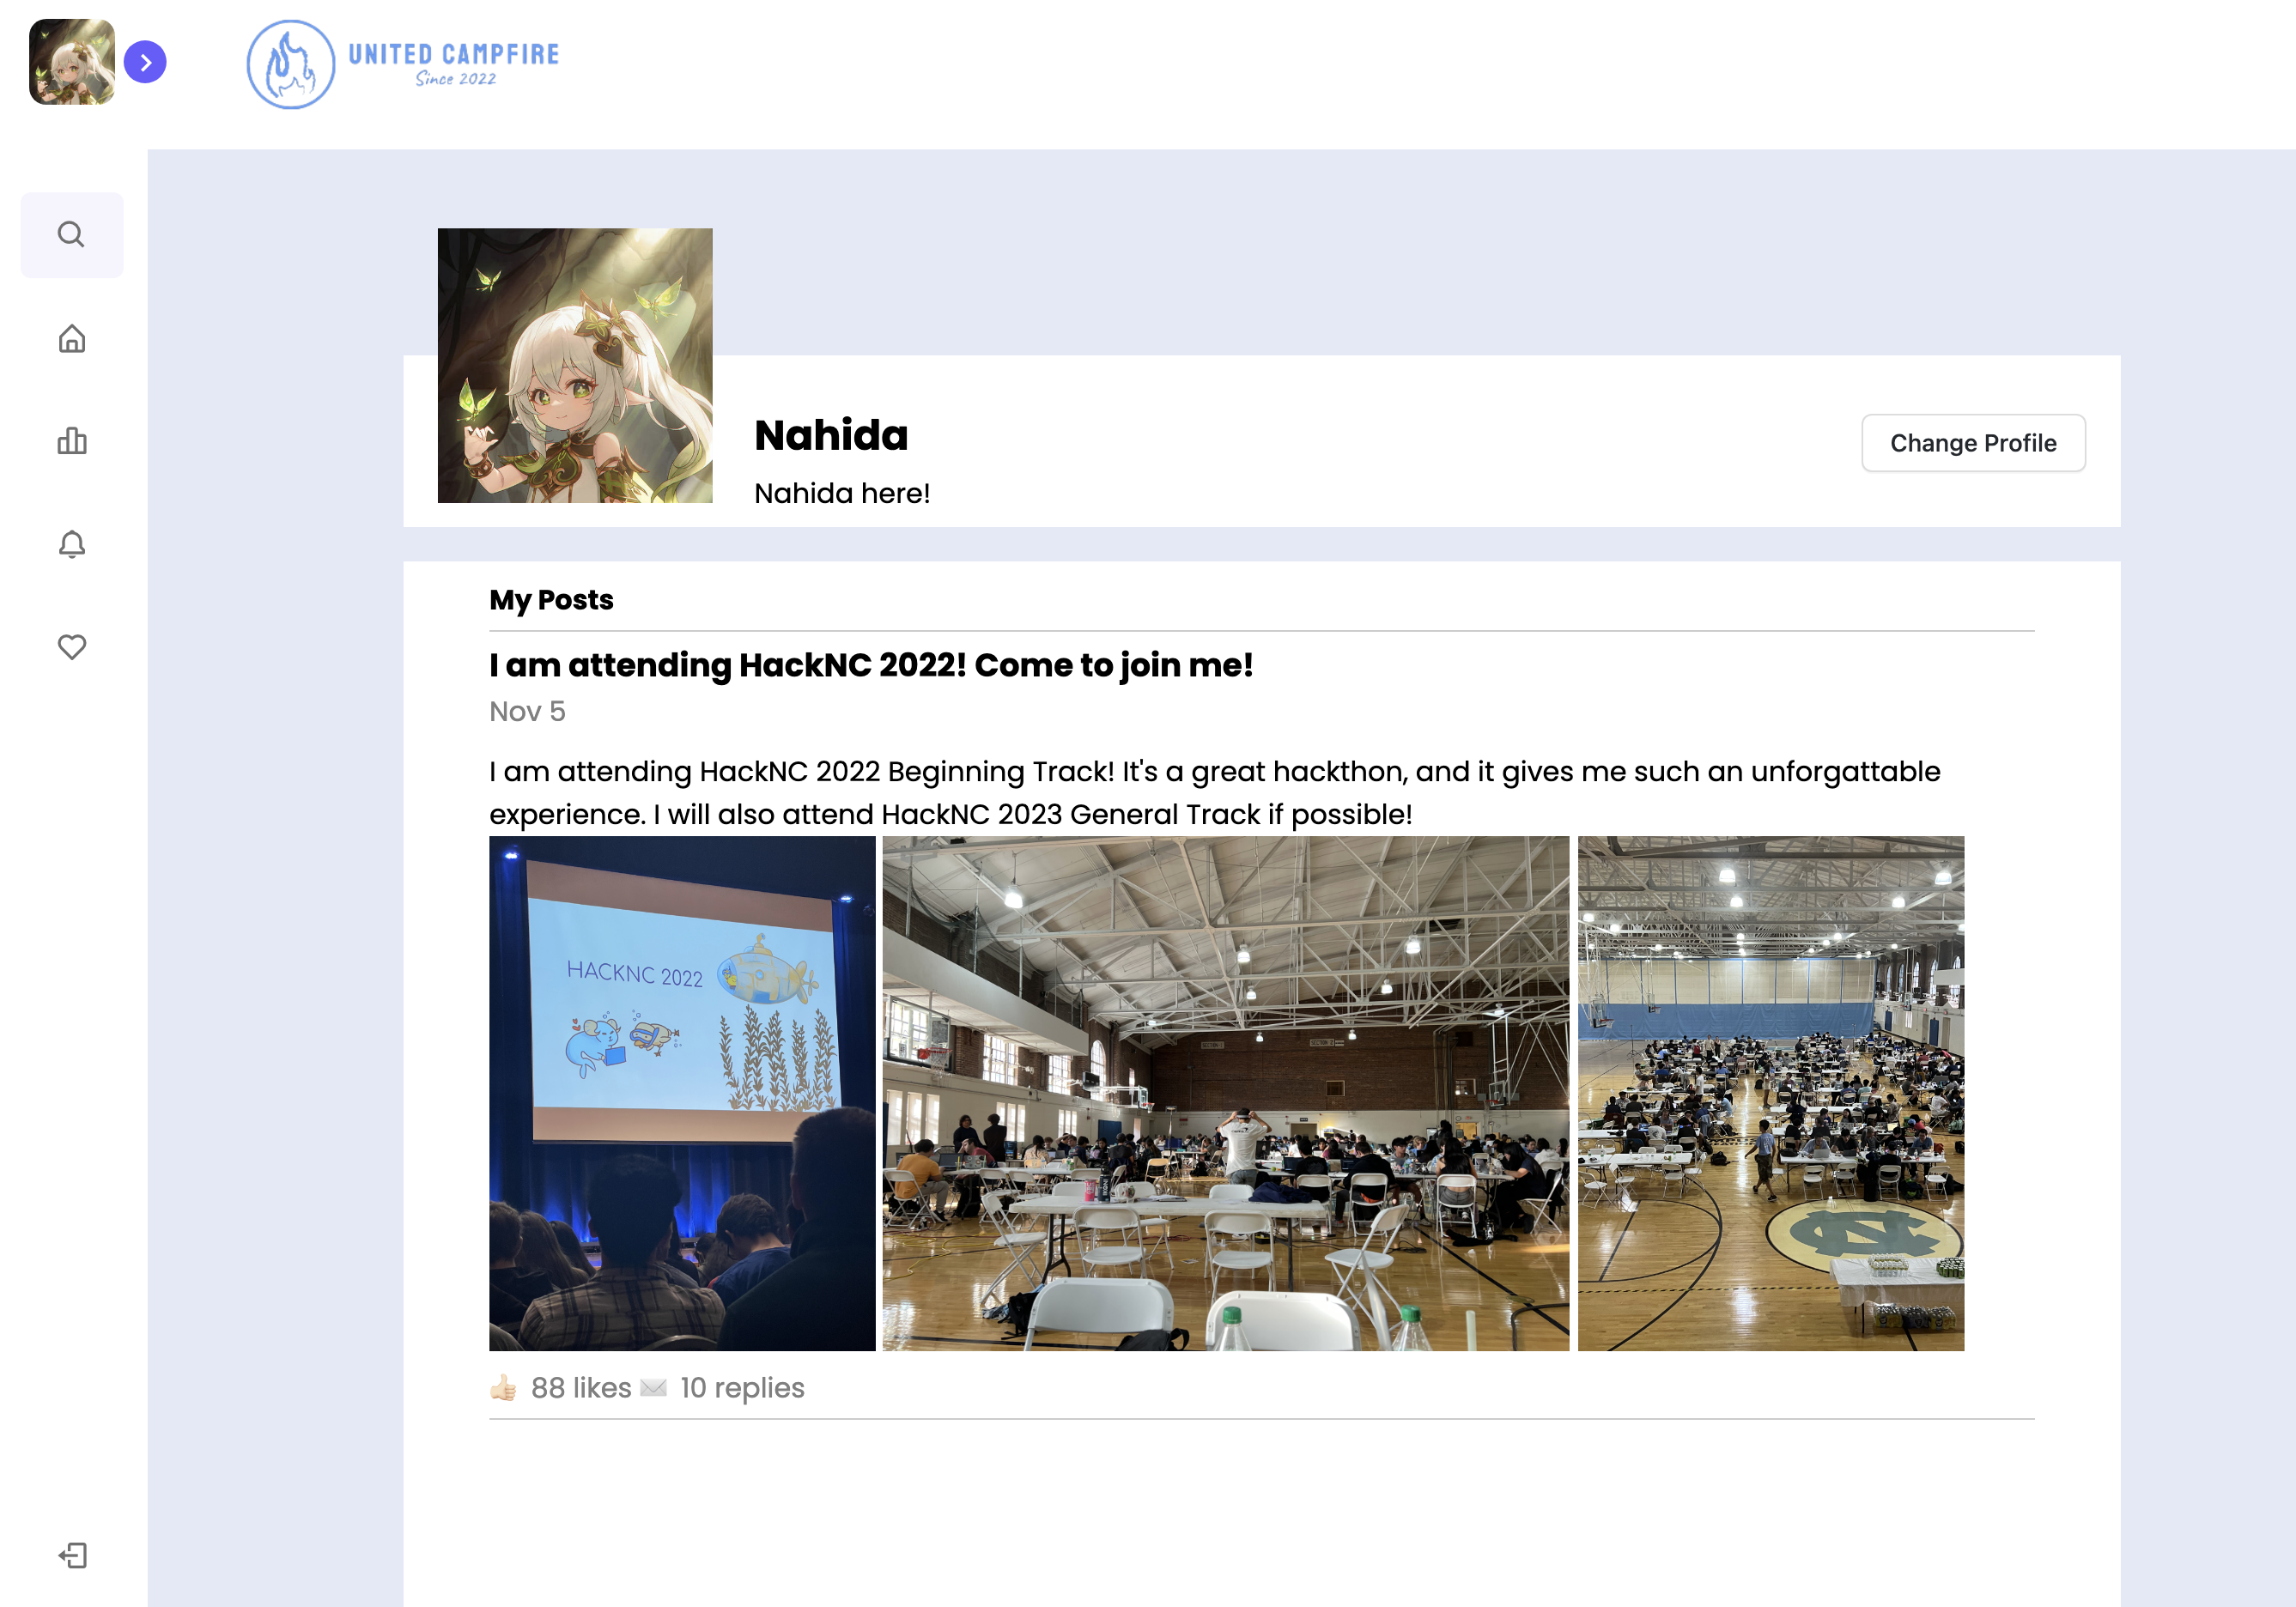 UNITED CAMPFIRE
Since 2022
Nahida
Nahida here!
Change Profile
My Posts
I am attending HackNC 2022! Come to join me!
Nov 5
I am attending HackNC 2022 Beginning Track! It's a great hackthon, and it gives me such an unforgattable
experience. I will also attend HackNC 2023 General Track if possible!
HACKNC 2022
NC
88 likes 10 replies